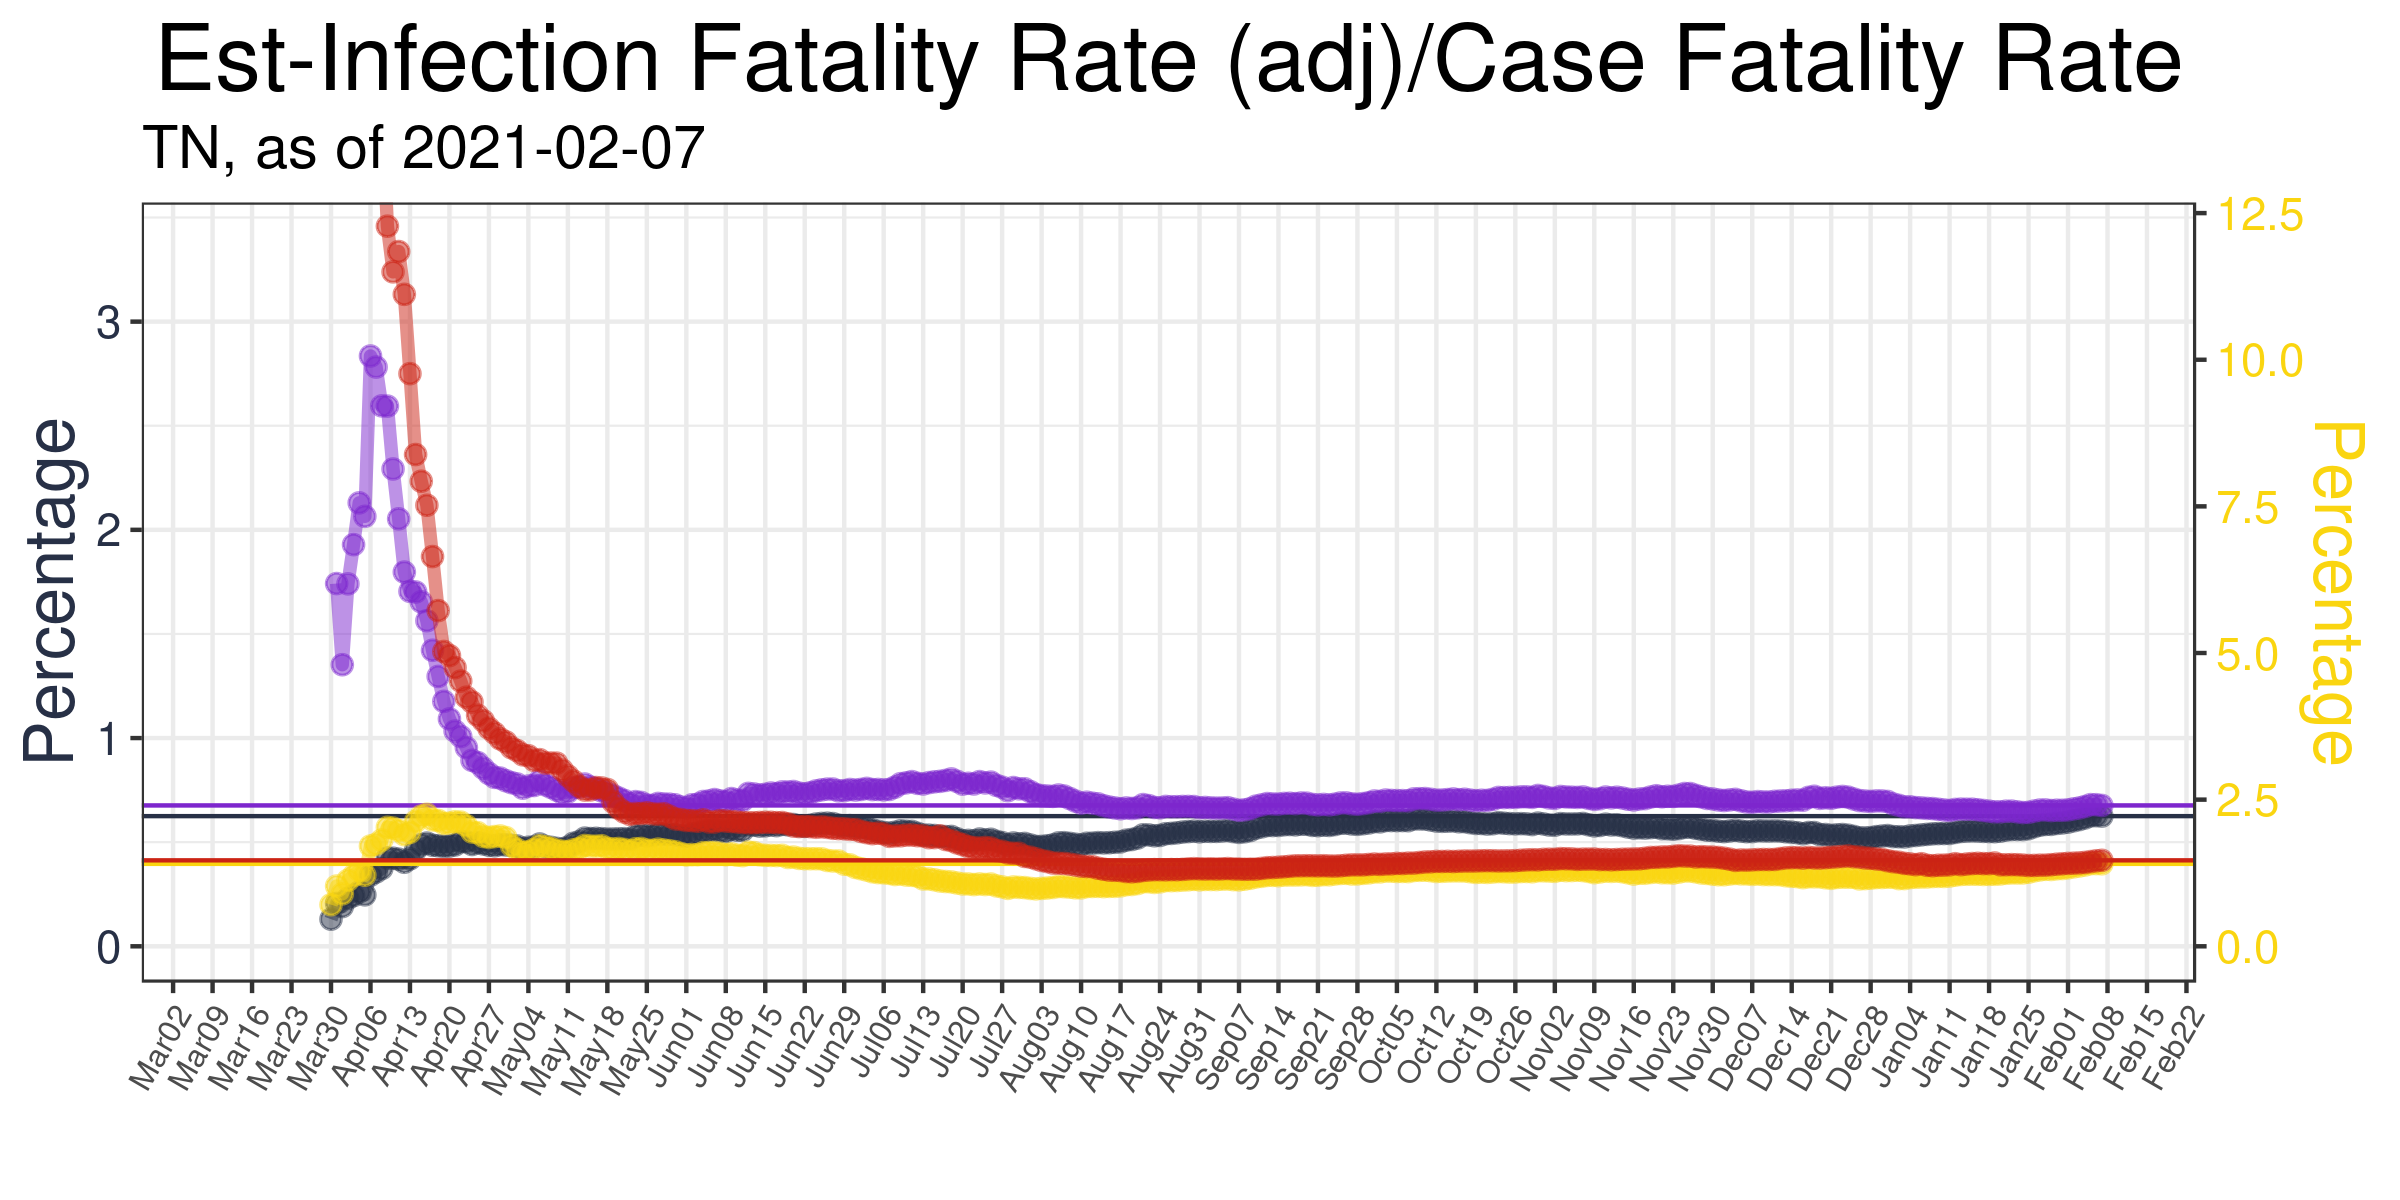 Est-Infection Fatality Rate (adj)/Case Fatality Rate
TN, as of 2021-02-07
Percentage
3
2
1
0
12.5
10.0
7.5
5.0
2.5
0.0
Percentage
Mar02
Mar09
Mar16
Mar23
Mar30
Apr06
Apr13
Apr20
Apr27
May04
May11
May18
May25
Jun01
Jun08
Jun15
Jun22
Jun29
Jul06
Jul13
Jul20
Jul27
Aug03
Aug10
Aug17
Aug24
Aug31
Sep07
Sep14
Sep21
Sep28
Oct05
Oct12
Oct19
Oct26
Nov02
Nov09
Nov16
Nov23
Nov30
Dec07
Dec14
Dec21
Dec28
Jan04
Jan11
Jan18
Jan25
Feb01
Feb08
Feb15
Feb22